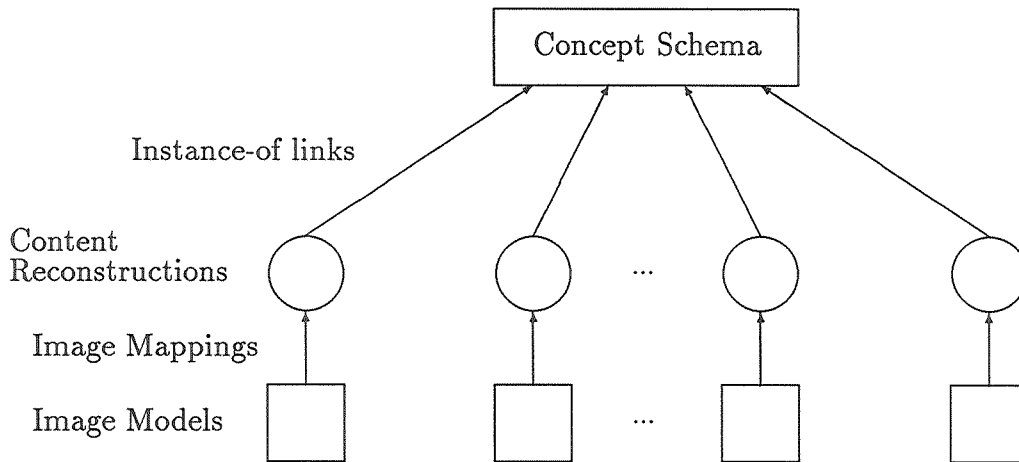 Concept Schema
Instance-of links
Content
Reconstructions
...
Image Mappings
Image Models
...